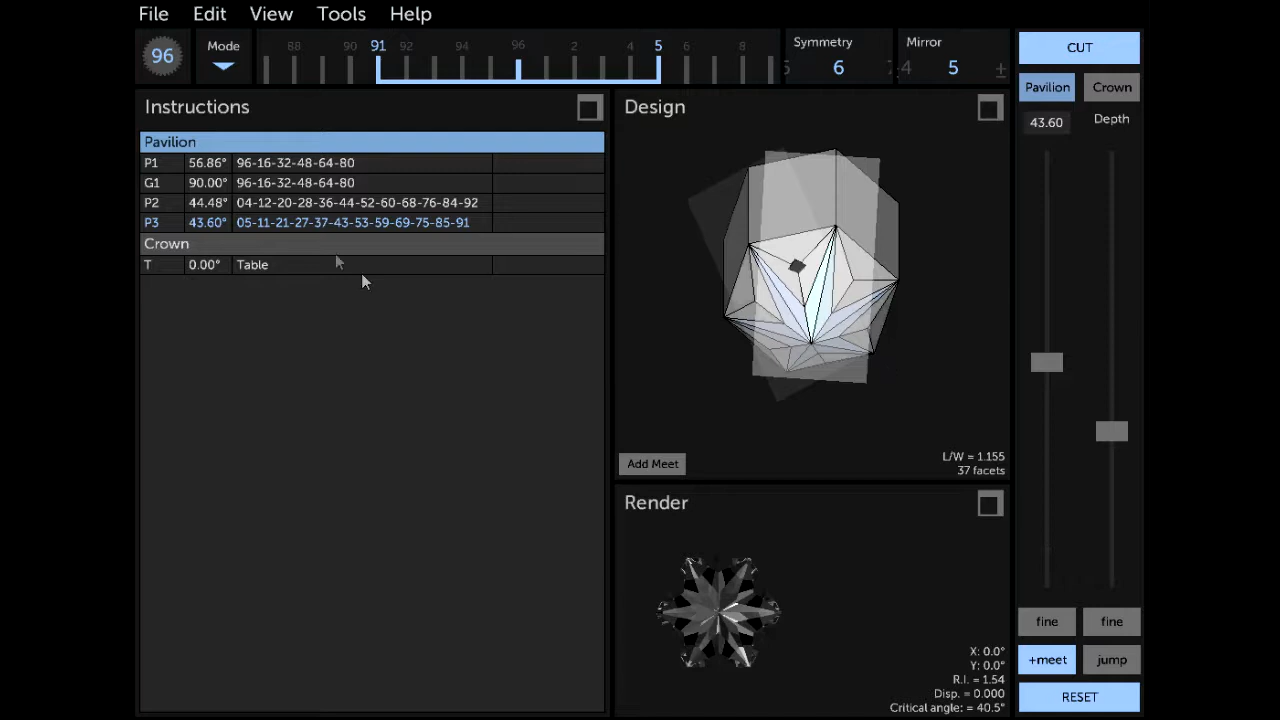 File Edit View Tools Help
96 Mode 88 90 91 92 94 96 2 4 5 6 8 Symmetry 6 Mirror 5 ±
CUT
Pavilion Crown
43.60 Depth
Instructions
Pavilion
P1 56.86° 96-16-32-48-64-80
G1 90.00° 96-16-32-48-64-80
P2 44.48° 04-12-20-28-36-44-52-60-68-76-84-92
P3 43.60° 05-11-21-27-37-43-53-59-69-75-85-91
Crown
T 0.00° Table
Design
Add Meet
L/W = 1.155
37 facets
Render
X: 0.0°
Y: 0.0°
R.I. = 1.54
Disp. = 0.000
Critical angle: = 40.5°
fine fine
+meet jump
RESET